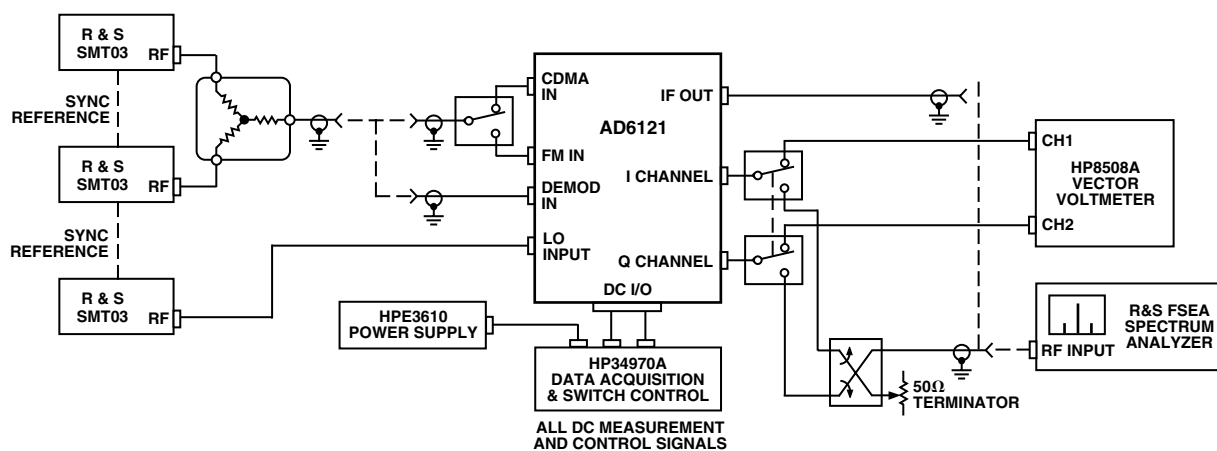 R & S
SMT03
RF
SYNC
REFERENCE
R & S
SMT03
RF
SYNC
REFERENCE
R & S
SMT03
RF
CDMA
IN
FM IN
DEMOD
IN
LO
INPUT
AD6121
IF OUT
I CHANNEL
Q CHANNEL
DC I/O
HPE3610
POWER SUPPLY
HP34970A
DATA ACQUISITION
& SWITCH CONTROL
ALL DC MEASUREMENT
AND CONTROL SIGNALS
CH1
HP8508A
VECTOR
VOLTMETER
CH2
R&S FSEA
SPECTRUM
ANALYZER
RF INPUT
50Ω
TERMINATOR